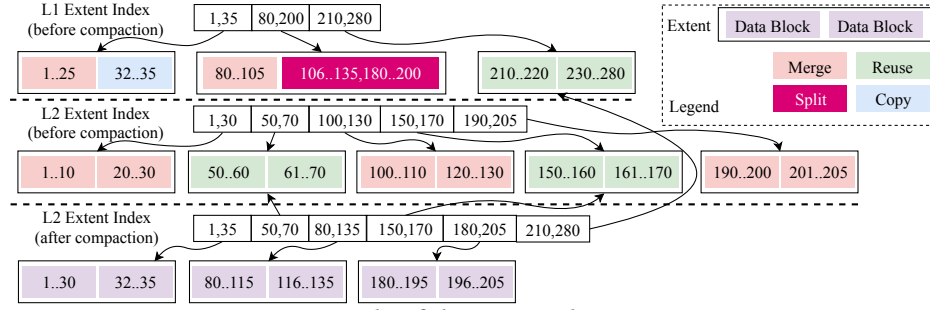 L1 Extent Index
(before compaction)
1,35 80,200 210,280
1..25 32..35 80..105 106..135,180..200 210..220 230..280
Extent Data Block Data Block
Merge Reuse
Split Copy
Legend
L2 Extent Index
(before compaction)
1,30 50,70 100,130 150,170 190,205
1..10 20..30 50..60 61..70 100..110 120..130 150..160 161..170 190..200 201..205
L2 Extent Index
(after compaction)
1,35 50,70 80,135 150,170 180,205 210,280
1..30 32..35 80..115 116..135 180..195 196..205